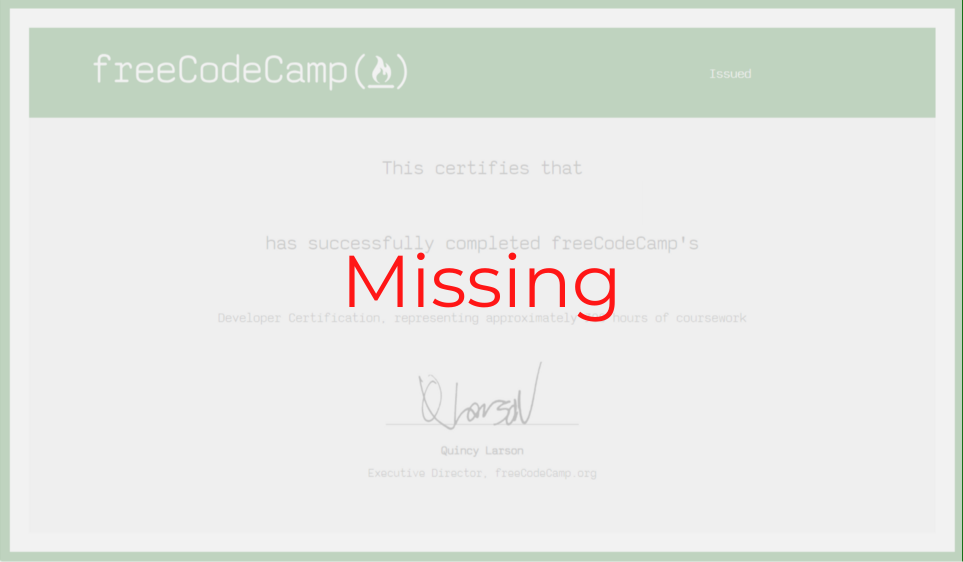 freeCodeCamp(🔥)
Issued
This certifies that
has successfully completed freeCodeCamp's
Missing
Developer Certification, representing approximately hours of coursework
Quincy Larson
Executive Director, freeCodeCamp.org